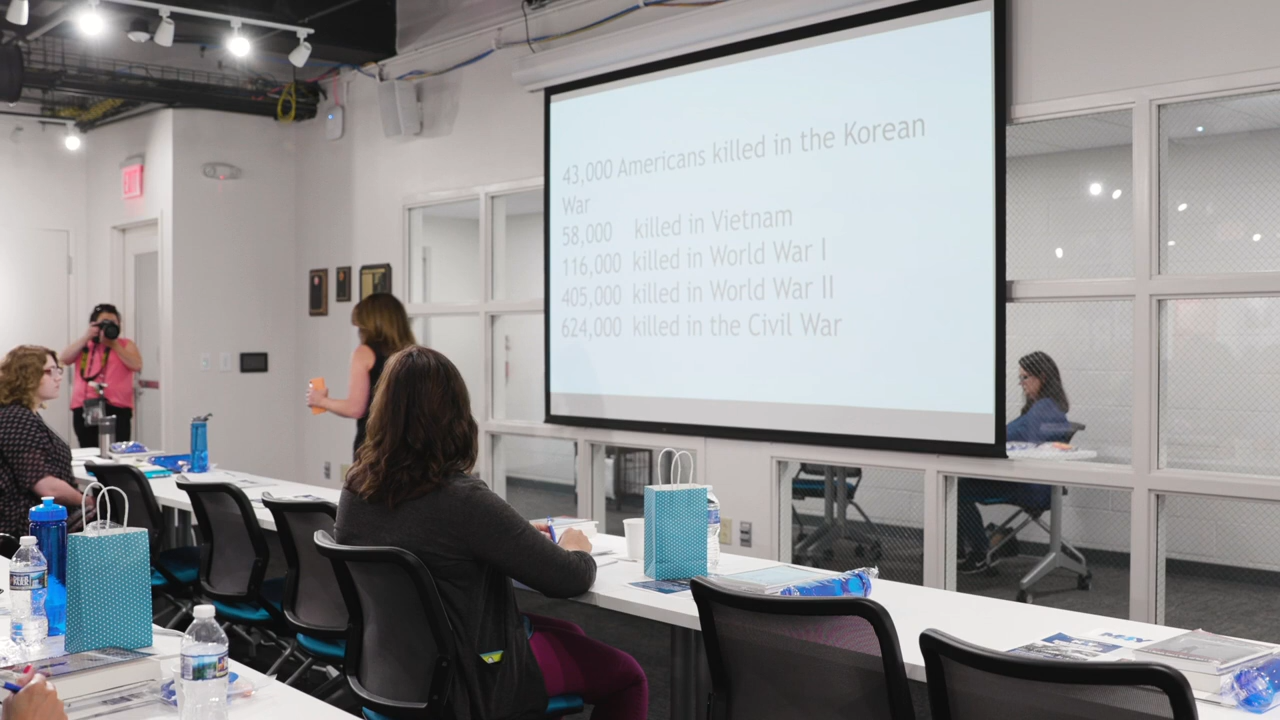 EXIT
43,000 Americans killed in the Korean
War
58,000 killed in Vietnam
116,000 killed in World War I
405,000 killed in World War II
624,000 killed in the Civil War